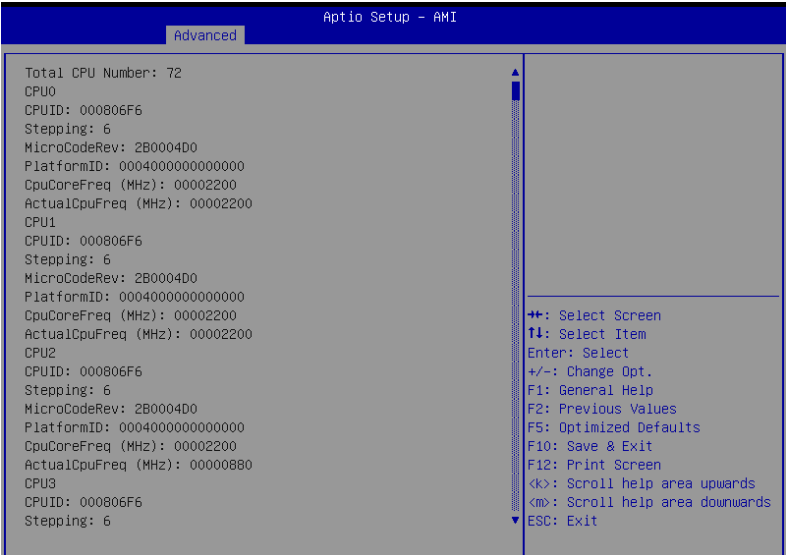 Aptio Setup – AMI
Advanced
Total CPU Number: 72
CPU0
CPUID: 000806F6
Stepping: 6
MicroCodeRev: 2B0004D0
PlatformID: 0004000000000000
CpuCoreFreq (MHz): 00002200
ActualCpuFreq (MHz): 00002200
CPU1
CPUID: 000806F6
Stepping: 6
MicroCodeRev: 2B0004D0
PlatformID: 0004000000000000
CpuCoreFreq (MHz): 00002200
ActualCpuFreq (MHz): 00002200
CPU2
CPUID: 000806F6
Stepping: 6
MicroCodeRev: 2B0004D0
PlatformID: 0004000000000000
CpuCoreFreq (MHz): 00002200
ActualCpuFreq (MHz): 00000880
CPU3
CPUID: 000806F6
Stepping: 6
→←: Select Screen
↑↓: Select Item
Enter: Select
+/-: Change Opt.
F1: General Help
F2: Previous Values
F5: Optimized Defaults
F10: Save & Exit
F12: Print Screen
<k>: Scroll help area upwards
<m>: Scroll help area downwards
ESC: Exit